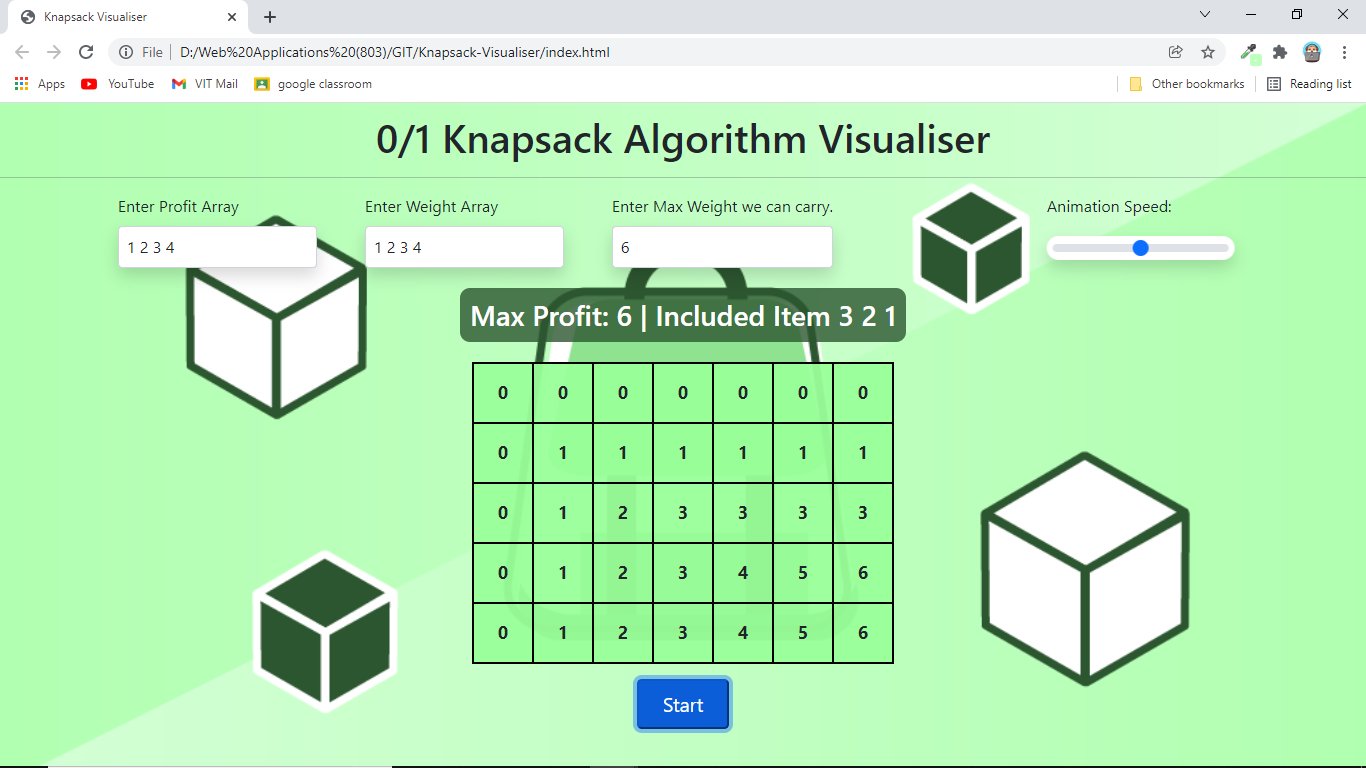 Knapsack Visualiser
File D:/Web%20Applications%20(803)/GIT/Knapsack-Visualiser/index.html
Apps YouTube VIT Mail google classroom Other bookmarks Reading list
0/1 Knapsack Algorithm Visualiser
Enter Profit Array Enter Weight Array Enter Max Weight we can carry. Animation Speed:
1 2 3 4 1 2 3 4 6
Max Profit: 6 | Included Item 3 2 1
0 0 0 0 0 0 0
0 1 1 1 1 1 1
0 1 2 3 3 3 3
0 1 2 3 4 5 6
0 1 2 3 4 5 6
Start